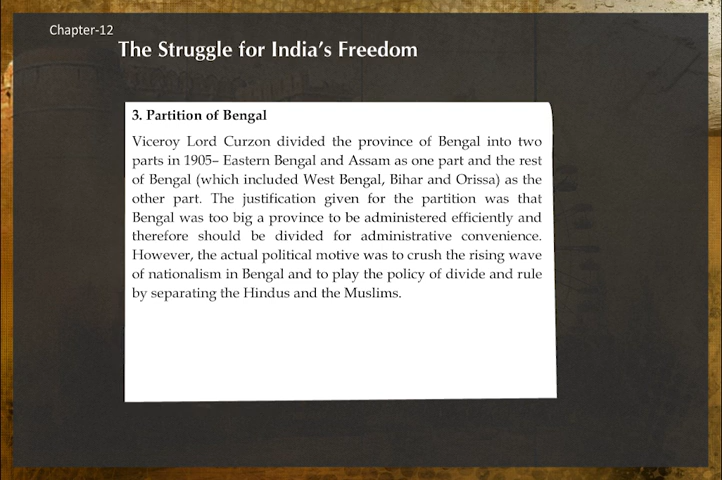 Chapter-12
The Struggle for India's Freedom
3. Partition of Bengal
Viceroy Lord Curzon divided the province of Bengal into two
parts in 1905– Eastern Bengal and Assam as one part and the rest
of Bengal (which included West Bengal, Bihar and Orissa) as the
other part. The justification given for the partition was that
Bengal was too big a province to be administered efficiently and
therefore should be divided for administrative convenience.
However, the actual political motive was to crush the rising wave
of nationalism in Bengal and to play the policy of divide and rule
by separating the Hindus and the Muslims.